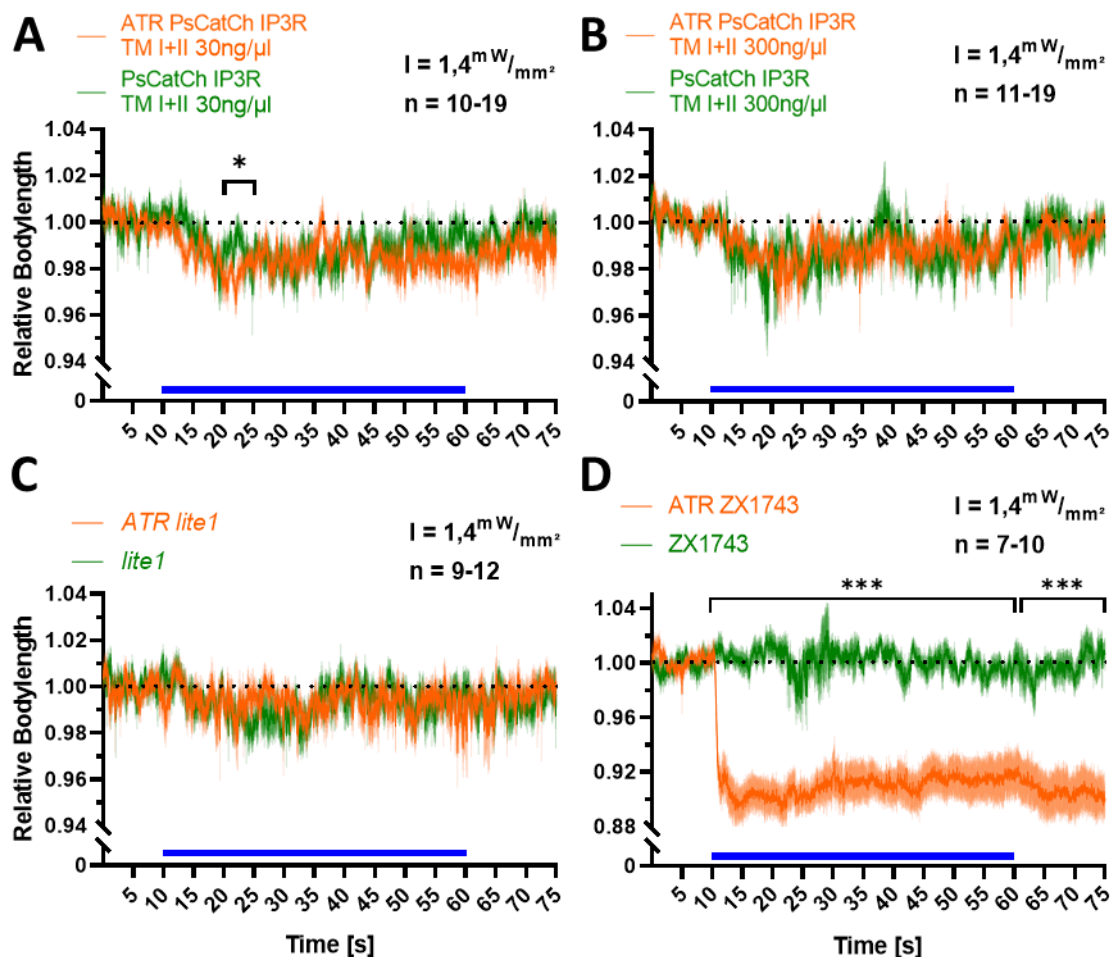 A
ATR PsCatCh IP3R
TM I+II 30ng/µl
PsCatCh IP3R
TM I+II 30ng/µl
I = 1,4mW/mm²
n = 10-19
*
Relative Bodylength
1.04
1.02
1.00
0.98
0.96
0.94
0
5 10 15 20 25 30 35 40 45 50 55 60 65 70 75
B
ATR PsCatCh IP3R
TM I+II 300ng/µl
PsCatCh IP3R
TM I+II 300ng/µl
I = 1,4mW/mm²
n = 11-19
Relative Bodylength
1.04
1.02
1.00
0.98
0.96
0.94
0
5 10 15 20 25 30 35 40 45 50 55 60 65 70 75
C
ATR lite1
lite1
I = 1,4mW/mm²
n = 9-12
Relative Bodylength
1.04
1.02
1.00
0.98
0.96
0.94
0
5 10 15 20 25 30 35 40 45 50 55 60 65 70 75
Time [s]
D
ATR ZX1743
ZX1743
I = 1,4mW/mm²
n = 7-10
*** ***
Relative Bodylength
1.04
1.00
0.96
0.92
0.88
0
5 10 15 20 25 30 35 40 45 50 55 60 65 70 75
Time [s]